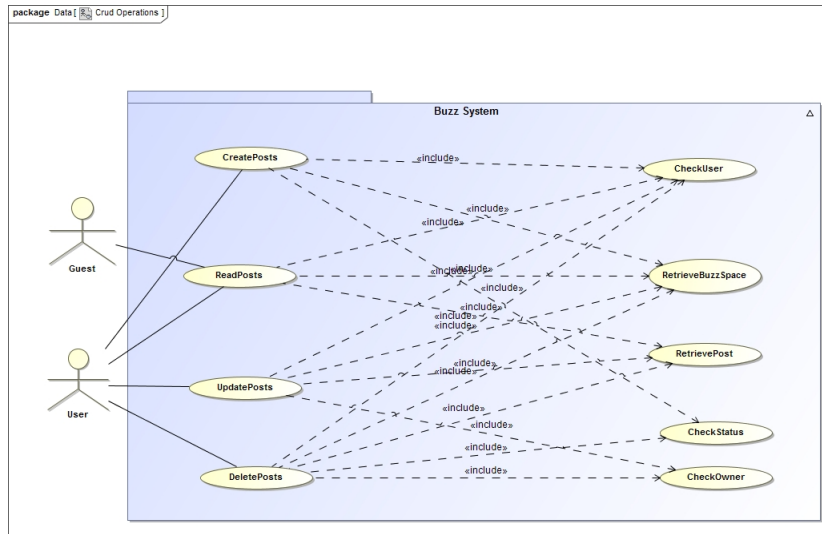 package Data [ Crud Operations ]
Buzz System
CreatePosts
«include»
CheckUser
«include»
«include»
Guest
ReadPosts
«include»
«include»
RetrieveBuzzSpace
«include»
«include»
«include»
RetrievePost
User
UpdatePosts
«include»
«include»
«include»
«include»
CheckStatus
DeletePosts
«include»
«include»
CheckOwner